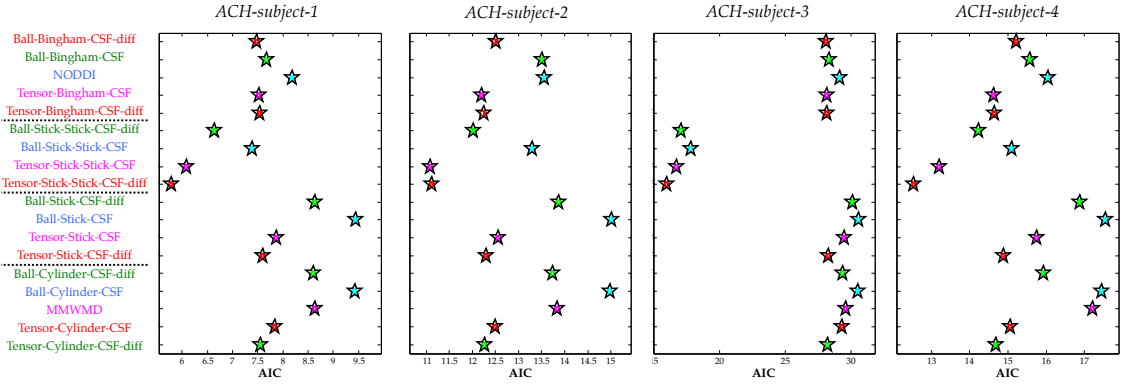 ACH-subject-1 ACH-subject-2 ACH-subject-3 ACH-subject-4
Ball-Bingham-CSF-diff
Ball-Bingham-CSF
NODDI
Tensor-Bingham-CSF
Tensor-Bingham-CSF-diff
Ball-Stick-Stick-CSF-diff
Ball-Stick-Stick-CSF
Tensor-Stick-Stick-CSF
Tensor-Stick-Stick-CSF-diff
Ball-Stick-CSF-diff
Ball-Stick-CSF
Tensor-Stick-CSF
Tensor-Stick-CSF-diff
Ball-Cylinder-CSF-diff
Ball-Cylinder-CSF
MMWMD
Tensor-Cylinder-CSF
Tensor-Cylinder-CSF-diff
6 6.5 7 7.5 8 8.5 9 9.5 11 11.5 12 12.5 13 13.5 14 14.5 15 15 20 25 30 13 14 15 16 17
AIC AIC AIC AIC